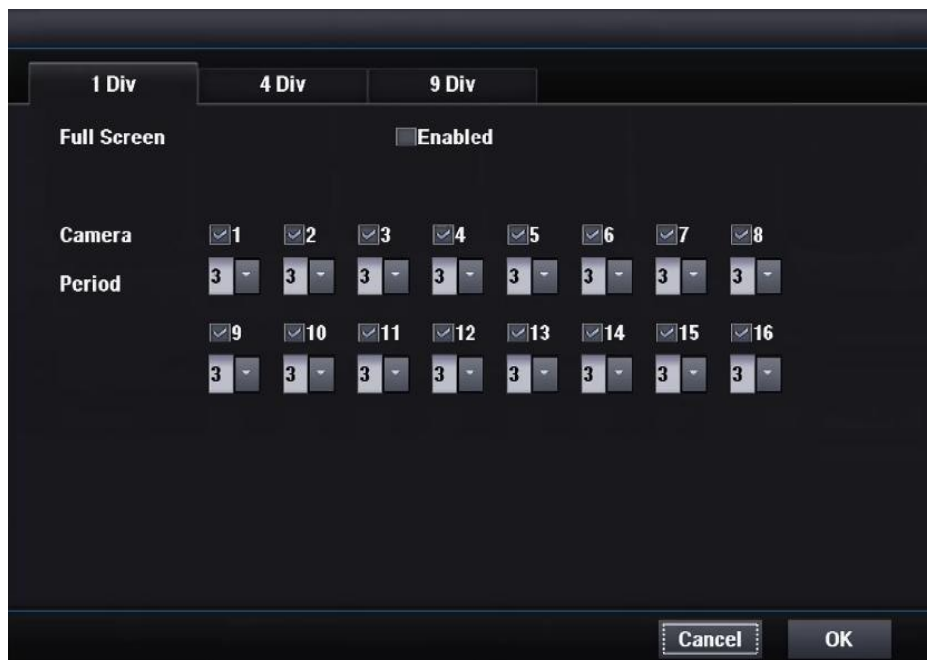 1 Div 4 Div 9 Div
Full Screen Enabled
Camera 1 2 3 4 5 6 7 8
Period 3 3 3 3 3 3 3 3
9 10 11 12 13 14 15 16
3 3 3 3 3 3 3 3
Cancel OK